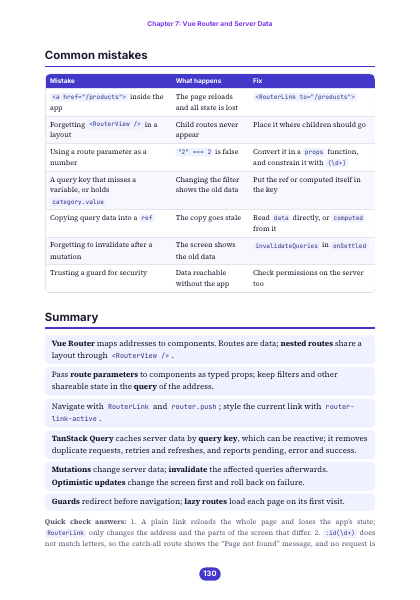 Chapter 7: Vue Router and Server Data
Common mistakes
Mistake What happens Fix
<a href="/products"> inside the The page reloads <RouterLink to="/products">
app and all state is lost
Forgetting <RouterView /> in a Child routes never Place it where children should go
layout appear
Using a route parameter as a "2" === 2 is false Convert it in a props function,
number and constrain it with (\d+)
A query key that misses a Changing the filter Put the ref or computed itself in
variable, or holds shows the old data the key
category.value
Copying query data into a ref The copy goes stale Read data directly, or computed
from it
Forgetting to invalidate after a The screen shows invalidateQueries in onSettled
mutation the old data
Trusting a guard for security Data reachable Check permissions on the server
without the app too
Summary
Vue Router maps addresses to components. Routes are data; nested routes share a
layout through <RouterView />.
Pass route parameters to components as typed props; keep filters and other
shareable state in the query of the address.
Navigate with RouterLink and router.push; style the current link with router-
link-active.
TanStack Query caches server data by query key, which can be reactive; it removes
duplicate requests, retries and refreshes, and reports pending, error and success.
Mutations change server data; invalidate the affected queries afterwards.
Optimistic updates change the screen first and roll back on failure.
Guards redirect before navigation; lazy routes load each page on its first visit.
Quick check answers: 1. A plain link reloads the whole page and loses the app's state;
RouterLink only changes the address and the parts of the screen that differ. 2. :id(\d+) does
not match letters, so the catch-all route shows the “Page not found” message, and no request is
130